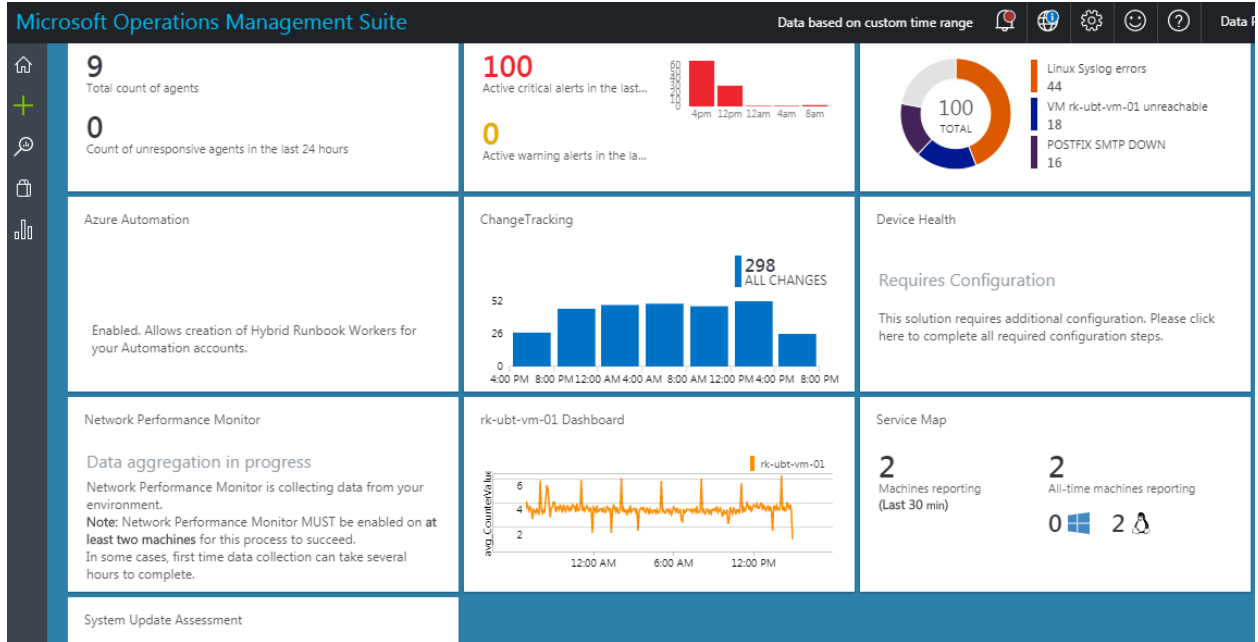 Microsoft Operations Management Suite
Data based on custom time range
Data P
9
Total count of agents
0
Count of unresponsive agents in the last 24 hours
100
Active critical alerts in the last...
0
Active warning alerts in the la...
60
50
40
30
20
10
0
4pm 12pm 12am 4am 8am
100
TOTAL
Linux Syslog errors
44
VM rk-ubt-vm-01 unreachable
18
POSTFIX SMTP DOWN
16
Azure Automation
Enabled. Allows creation of Hybrid Runbook Workers for
your Automation accounts.
ChangeTracking
298
ALL CHANGES
52
26
0
4:00 PM 8:00 PM 12:00 AM 4:00 AM 8:00 AM 12:00 PM 4:00 PM 8:00 PM
Device Health
Requires Configuration
This solution requires additional configuration. Please click
here to complete all required configuration steps.
Network Performance Monitor
Data aggregation in progress
Network Performance Monitor is collecting data from your
environment.
Note: Network Performance Monitor MUST be enabled on at
least two machines for this process to succeed.
In some cases, first time data collection can take several
hours to complete.
rk-ubt-vm-01 Dashboard
rk-ubt-vm-01
avg_CounterValue
6
4
2
12:00 AM 6:00 AM 12:00 PM
Service Map
2
Machines reporting
(Last 30 min)
2
All-time machines reporting
0
2
System Update Assessment